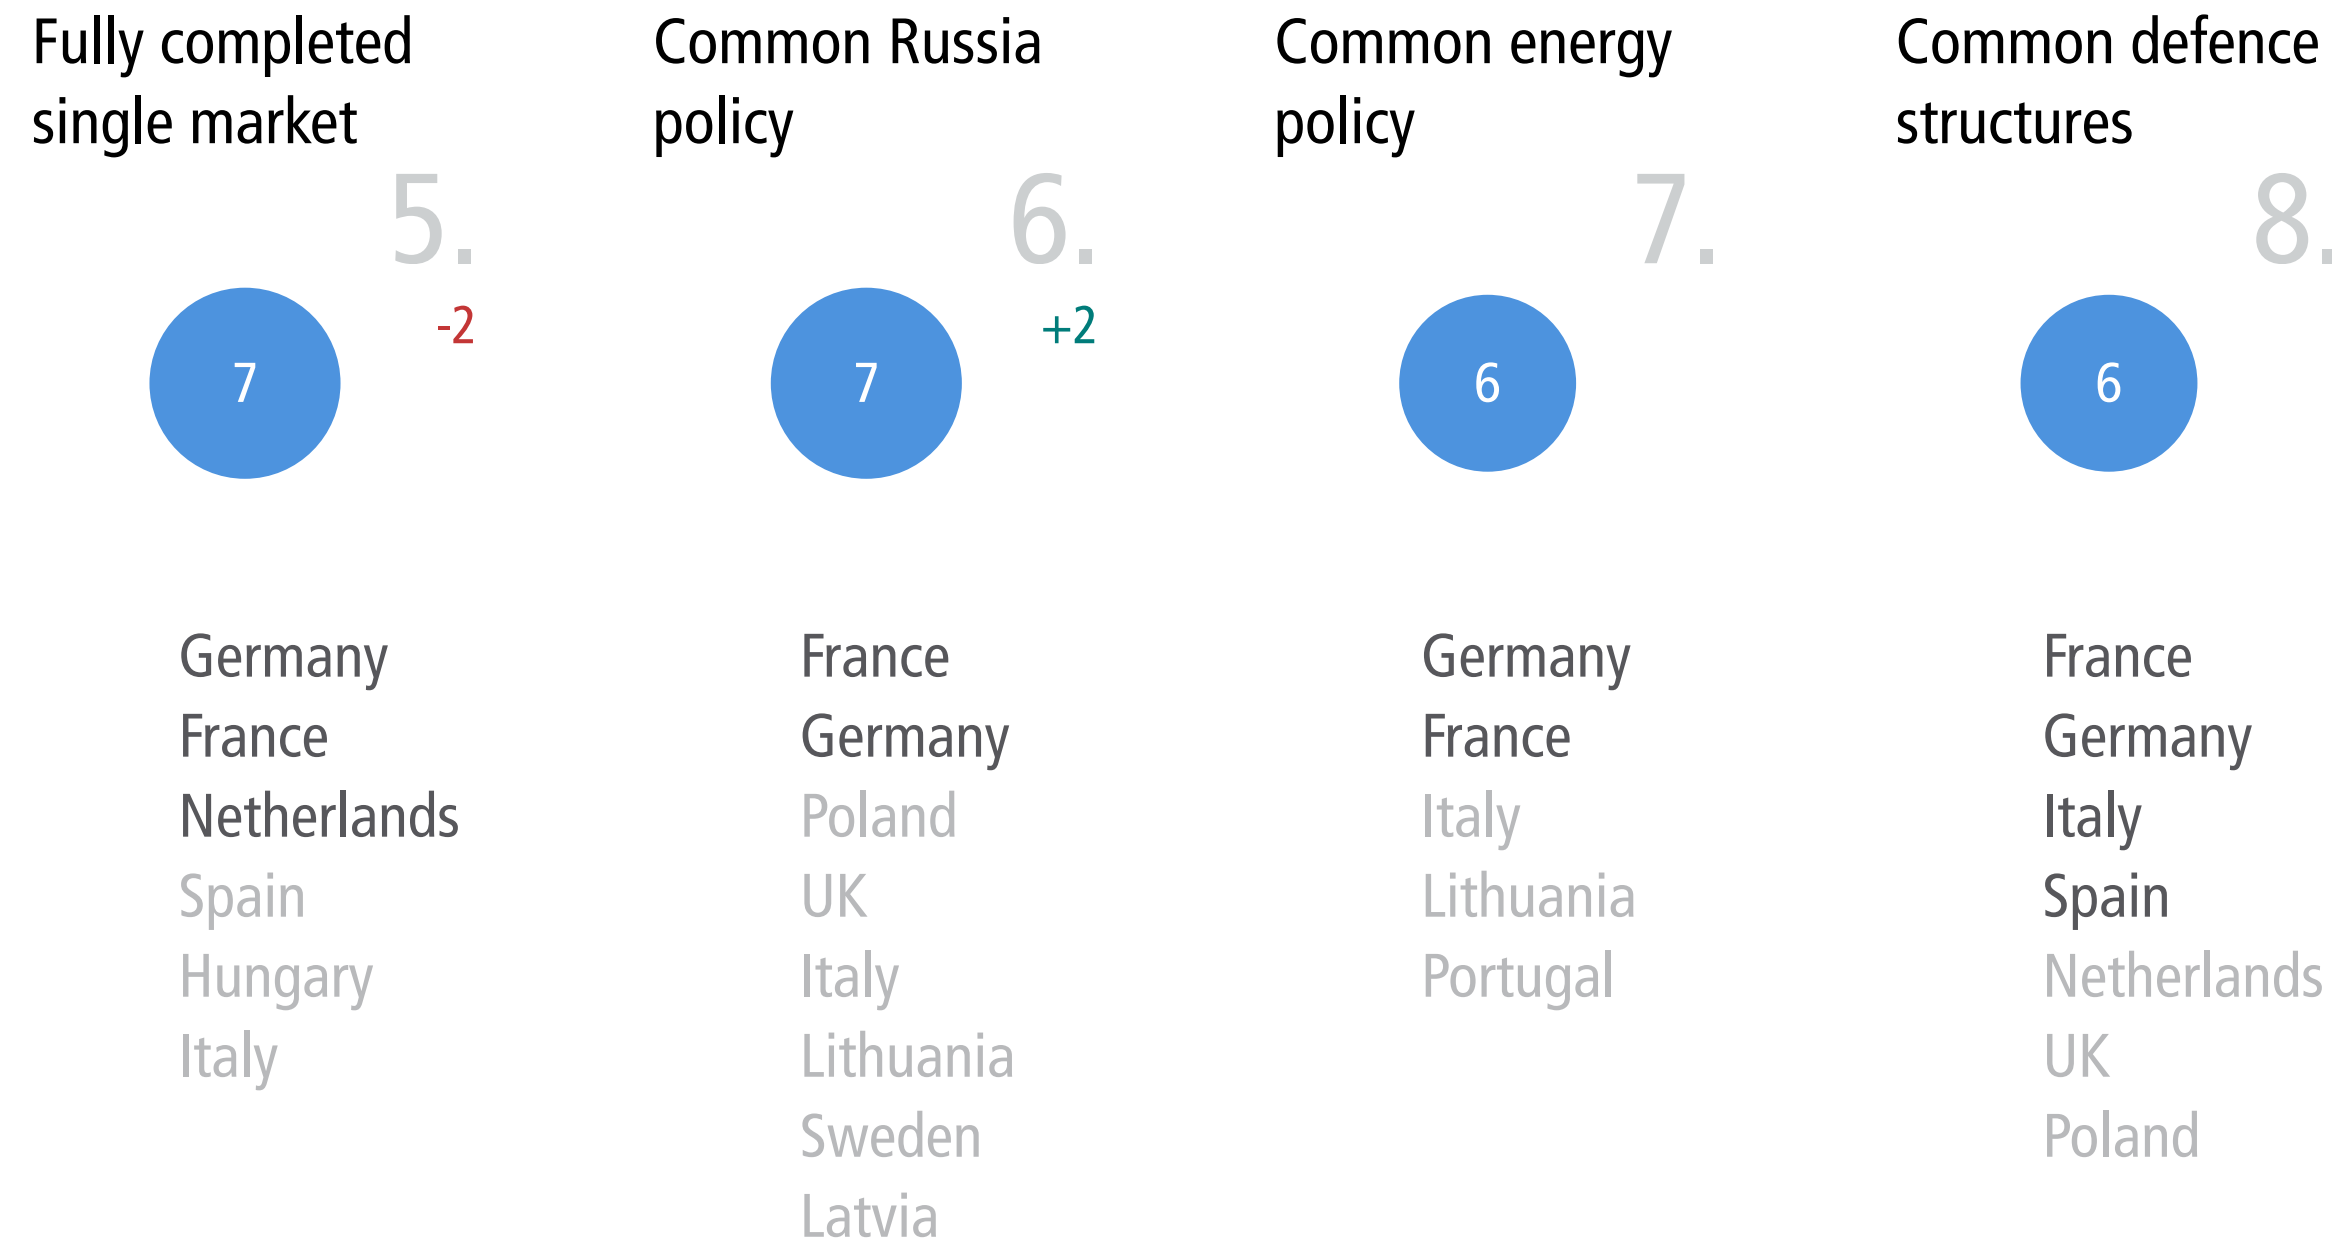 Fully completed
single market
5.
-2
7
Germany
France
Netherlands
Spain
Hungary
Italy
Common Russia
policy
6.
+2
7
France
Germany
Poland
UK
Italy
Lithuania
Sweden
Latvia
Common energy
policy
7.
6
Germany
France
Italy
Lithuania
Portugal
Common defence
structures
8.
6
France
Germany
Italy
Spain
Netherlands
UK
Poland